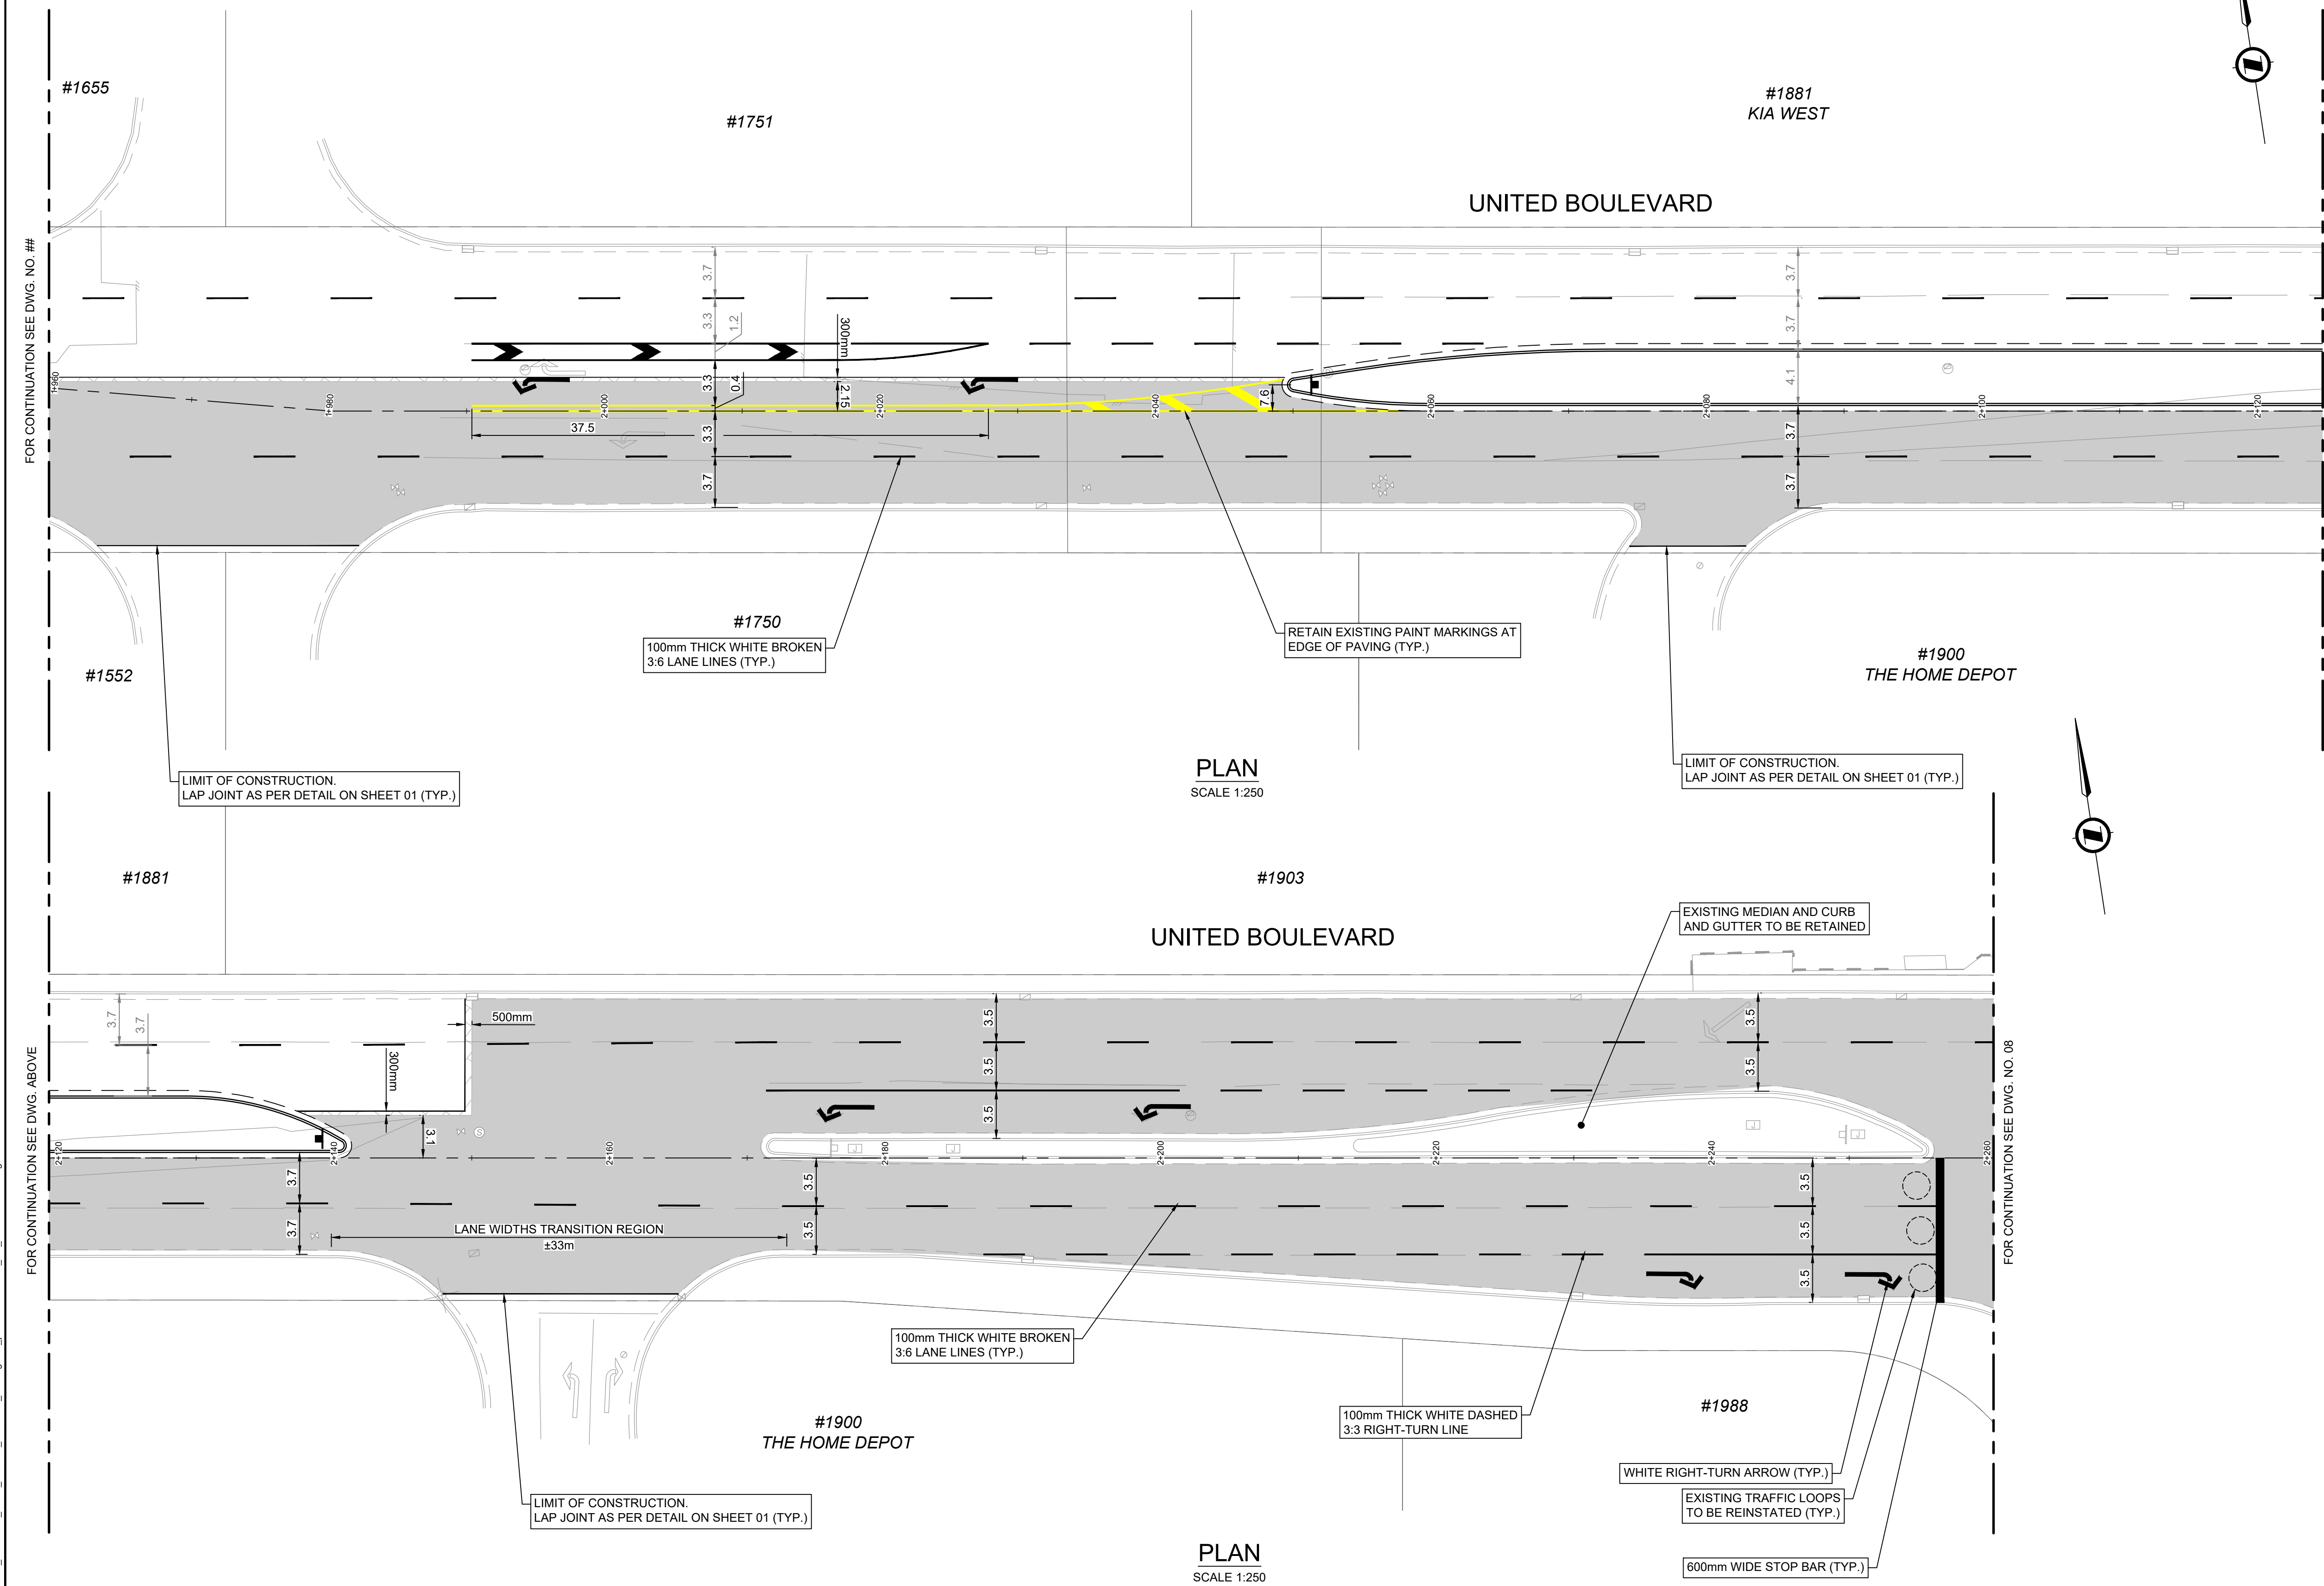 #1655
#1751
#1881
KIA WEST
UNITED BOULEVARD
FOR CONTINUATION SEE DWG. NO. ##
3.7
3.3
1.2
300mm
3.7
3.7
4.1
1+960
1+980
2+000
2+020
2+040
2+060
2+080
2+100
2+120
3.3
0.4
2.15
9.7
37.5
3.3
3.7
3.7
3.7
#1750
100mm THICK WHITE BROKEN
3:6 LANE LINES (TYP.)
RETAIN EXISTING PAINT MARKINGS AT
EDGE OF PAVING (TYP.)
#1552
#1900
THE HOME DEPOT
LIMIT OF CONSTRUCTION.
LAP JOINT AS PER DETAIL ON SHEET 01 (TYP.)
LIMIT OF CONSTRUCTION.
LAP JOINT AS PER DETAIL ON SHEET 01 (TYP.)
PLAN
SCALE 1:250
#1881
#1903
UNITED BOULEVARD
EXISTING MEDIAN AND CURB
AND GUTTER TO BE RETAINED
FOR CONTINUATION SEE DWG. ABOVE
FOR CONTINUATION SEE DWG. NO. 08
3.7
3.7
500mm
300mm
3.1
3.5
3.5
3.5
3.5
3.5
S
2+120
2+140
2+160
2+180
2+200
2+220
2+240
2+260
3.7
3.7
LANE WIDTHS TRANSITION REGION
±33m
3.5
3.5
3.5
3.5
3.5
100mm THICK WHITE BROKEN
3:6 LANE LINES (TYP.)
#1900
THE HOME DEPOT
100mm THICK WHITE DASHED
3:3 RIGHT-TURN LINE
#1988
WHITE RIGHT-TURN ARROW (TYP.)
EXISTING TRAFFIC LOOPS
TO BE REINSTATED (TYP.)
LIMIT OF CONSTRUCTION.
LAP JOINT AS PER DETAIL ON SHEET 01 (TYP.)
600mm WIDE STOP BAR (TYP.)
PLAN
SCALE 1:250